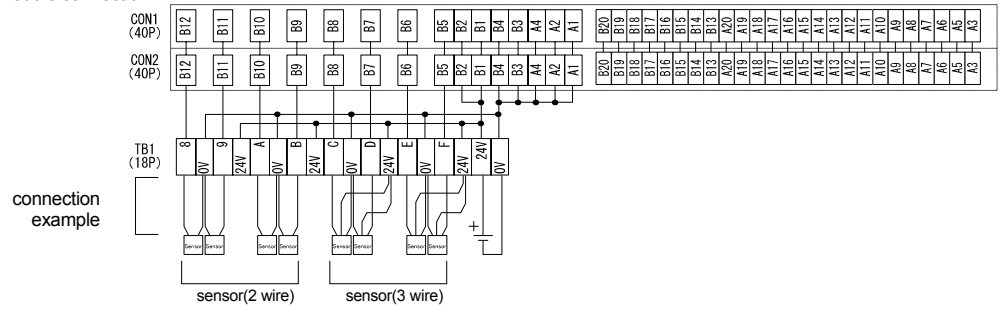 CON1
(40P)
B12 B11 B10 B9 B8 B7 B6 B5 B2 B1 B4 B3 A4 A2 A1 B20 B19 B18 B17 B16 B15 B14 B13 A20 A19 A18 A17 A16 A15 A14 A13 A12 A11 A10 A9 A8 A7 A6 A5 A3
CON2
(40P)
B12 B11 B10 B9 B8 B7 B6 B5 B2 B1 B4 B3 A4 A2 A1 B20 B19 B18 B17 B16 B15 B14 B13 A20 A19 A18 A17 A16 A15 A14 A13 A12 A11 A10 A9 A8 A7 A6 A5 A3
TB1
(18P)
8 0V 9 24V A 0V B 24V C 0V D 24V E 0V F 24V 24V 0V
connection
example
+
Sensor Sensor Sensor Sensor Sensor Sensor Sensor Sensor
sensor(2 wire) sensor(3 wire)